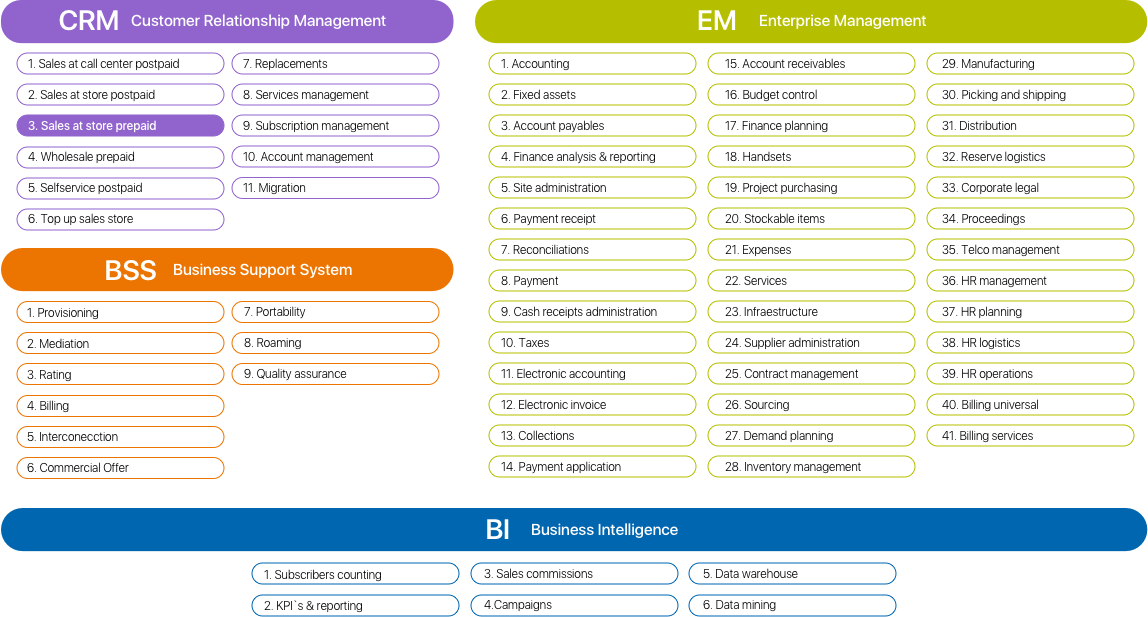 CRM Customer Relationship Management
1. Sales at call center postpaid
2. Sales at store postpaid
3. Sales at store prepaid
4. Wholesale prepaid
5. Selfservice postpaid
6. Top up sales store
7. Replacements
8. Services management
9. Subscription management
10. Account management
11. Migration
BSS Business Support System
1. Provisioning
2. Mediation
3. Rating
4. Billing
5. Interconecction
6. Commercial Offer
7. Portability
8. Roaming
9. Quality assurance
EM Enterprise Management
1. Accounting
2. Fixed assets
3. Account payables
4. Finance analysis & reporting
5. Site administration
6. Payment receipt
7. Reconciliations
8. Payment
9. Cash receipts administration
10. Taxes
11. Electronic accounting
12. Electronic invoice
13. Collections
14. Payment application
15. Account receivables
16. Budget control
17. Finance planning
18. Handsets
19. Project purchasing
20. Stockable items
21. Expenses
22. Services
23. Infraestructure
24. Supplier administration
25. Contract management
26. Sourcing
27. Demand planning
28. Inventory management
29. Manufacturing
30. Picking and shipping
31. Distribution
32. Reserve logistics
33. Corporate legal
34. Proceedings
35. Telco management
36. HR management
37. HR planning
38. HR logistics
39. HR operations
40. Billing universal
41. Billing services
BI Business Intelligence
1. Subscribers counting
2. KPI`s & reporting
3. Sales commissions
4.Campaigns
5. Data warehouse
6. Data mining